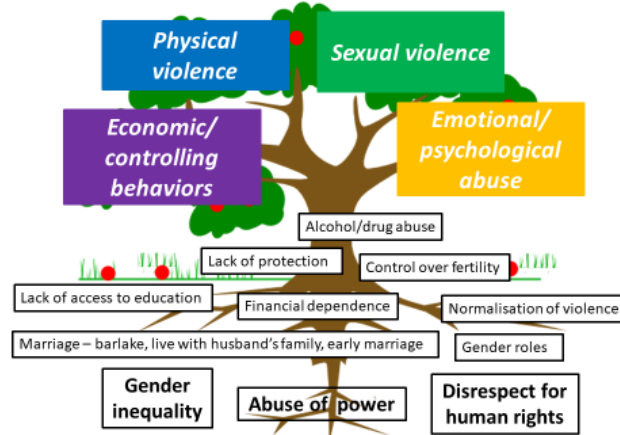 Physical
violence
Sexual violence
Economic/
controlling
behaviors
Emotional/
psychological
abuse
Alcohol/drug abuse
Lack of protection
Control over fertility
Lack of access to education
Financial dependence
Normalisation of violence
Marriage – barlake, live with husband's family, early marriage
Gender roles
Gender
inequality
Abuse of power
Disrespect for
human rights